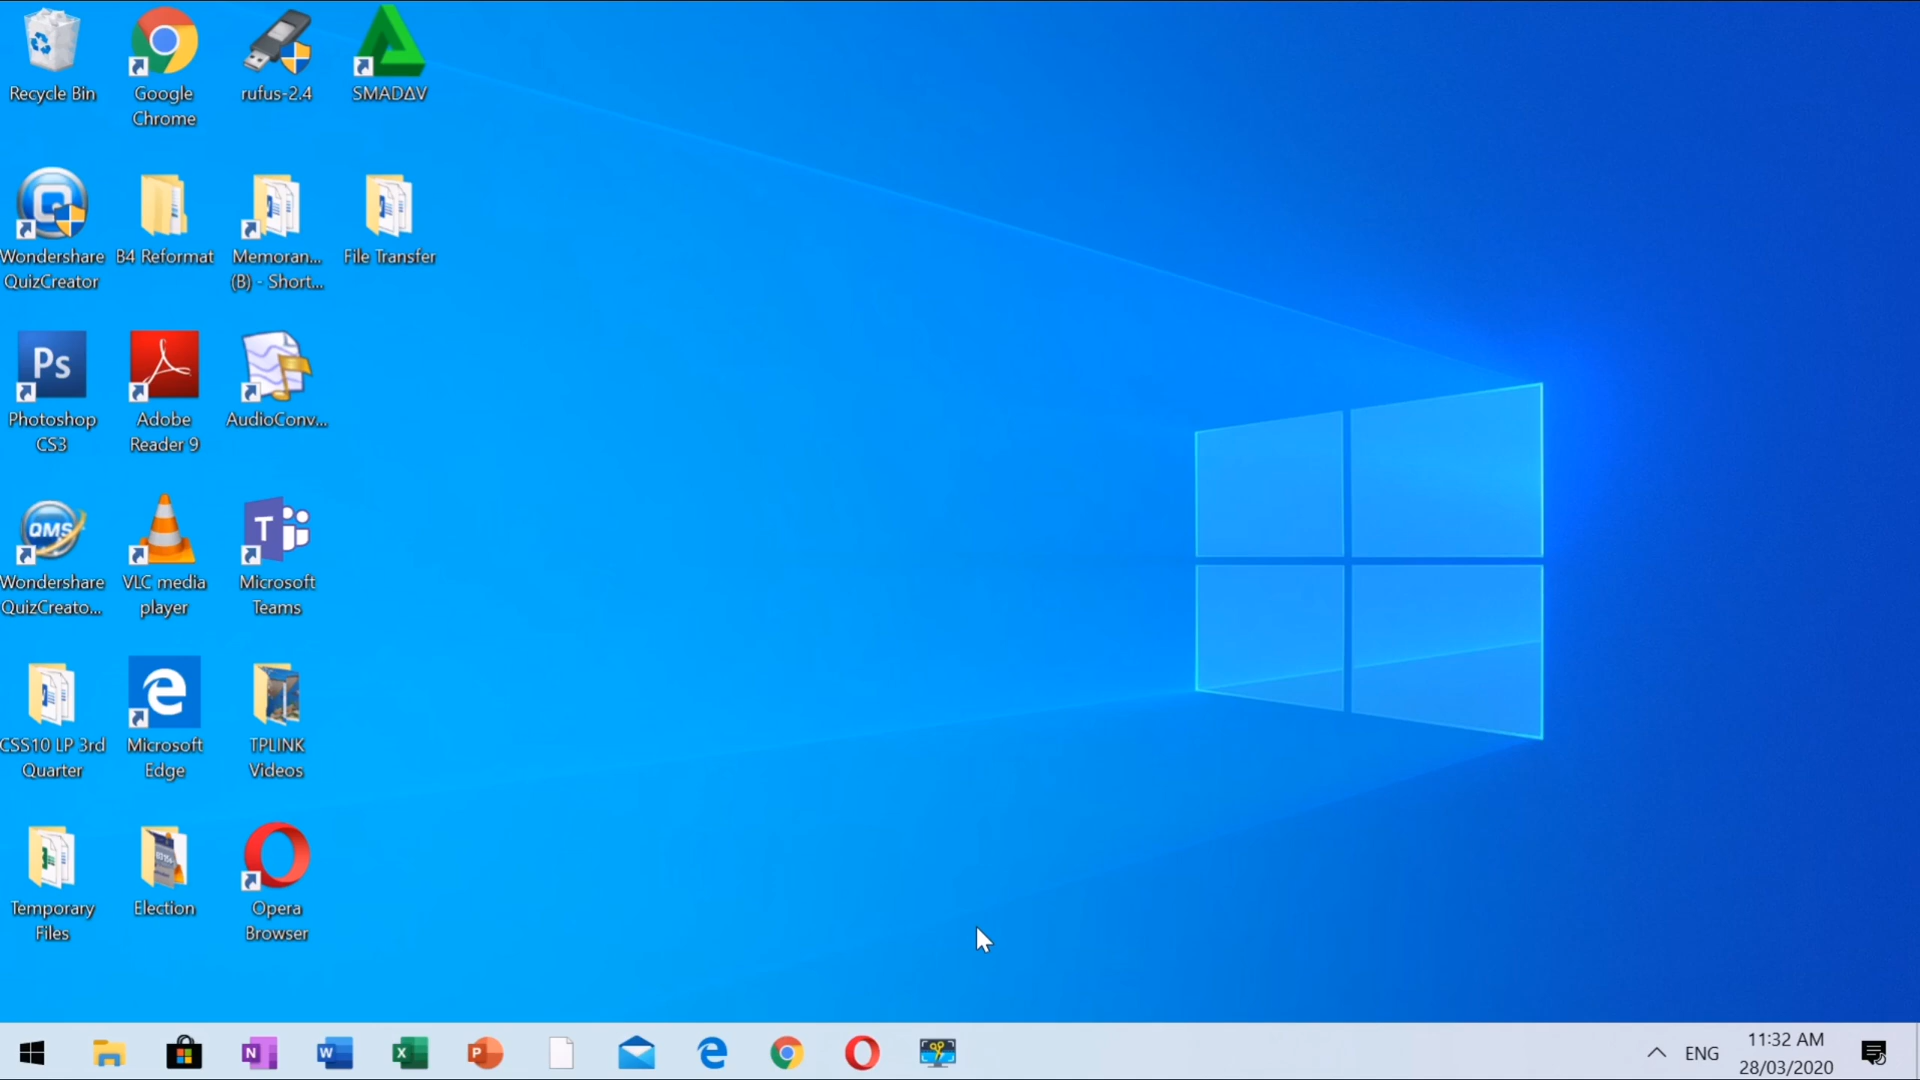 Recycle Bin
Google
Chrome
rufus-2.4
SMADΔV
Wondershare
QuizCreator
B4 Reformat
Memoran...
(B) - Short...
File Transfer
Ps
Photoshop
CS3
Adobe
Reader 9
AudioConv...
QMS
Wondershare
QuizCreato...
VLC media
player
T
Microsoft
Teams
CSS10 LP 3rd
Quarter
Microsoft
Edge
TPLINK
Videos
Temporary
Files
Election
Opera
Browser
N
W
X
P
ENG
11:32 AM
28/03/2020